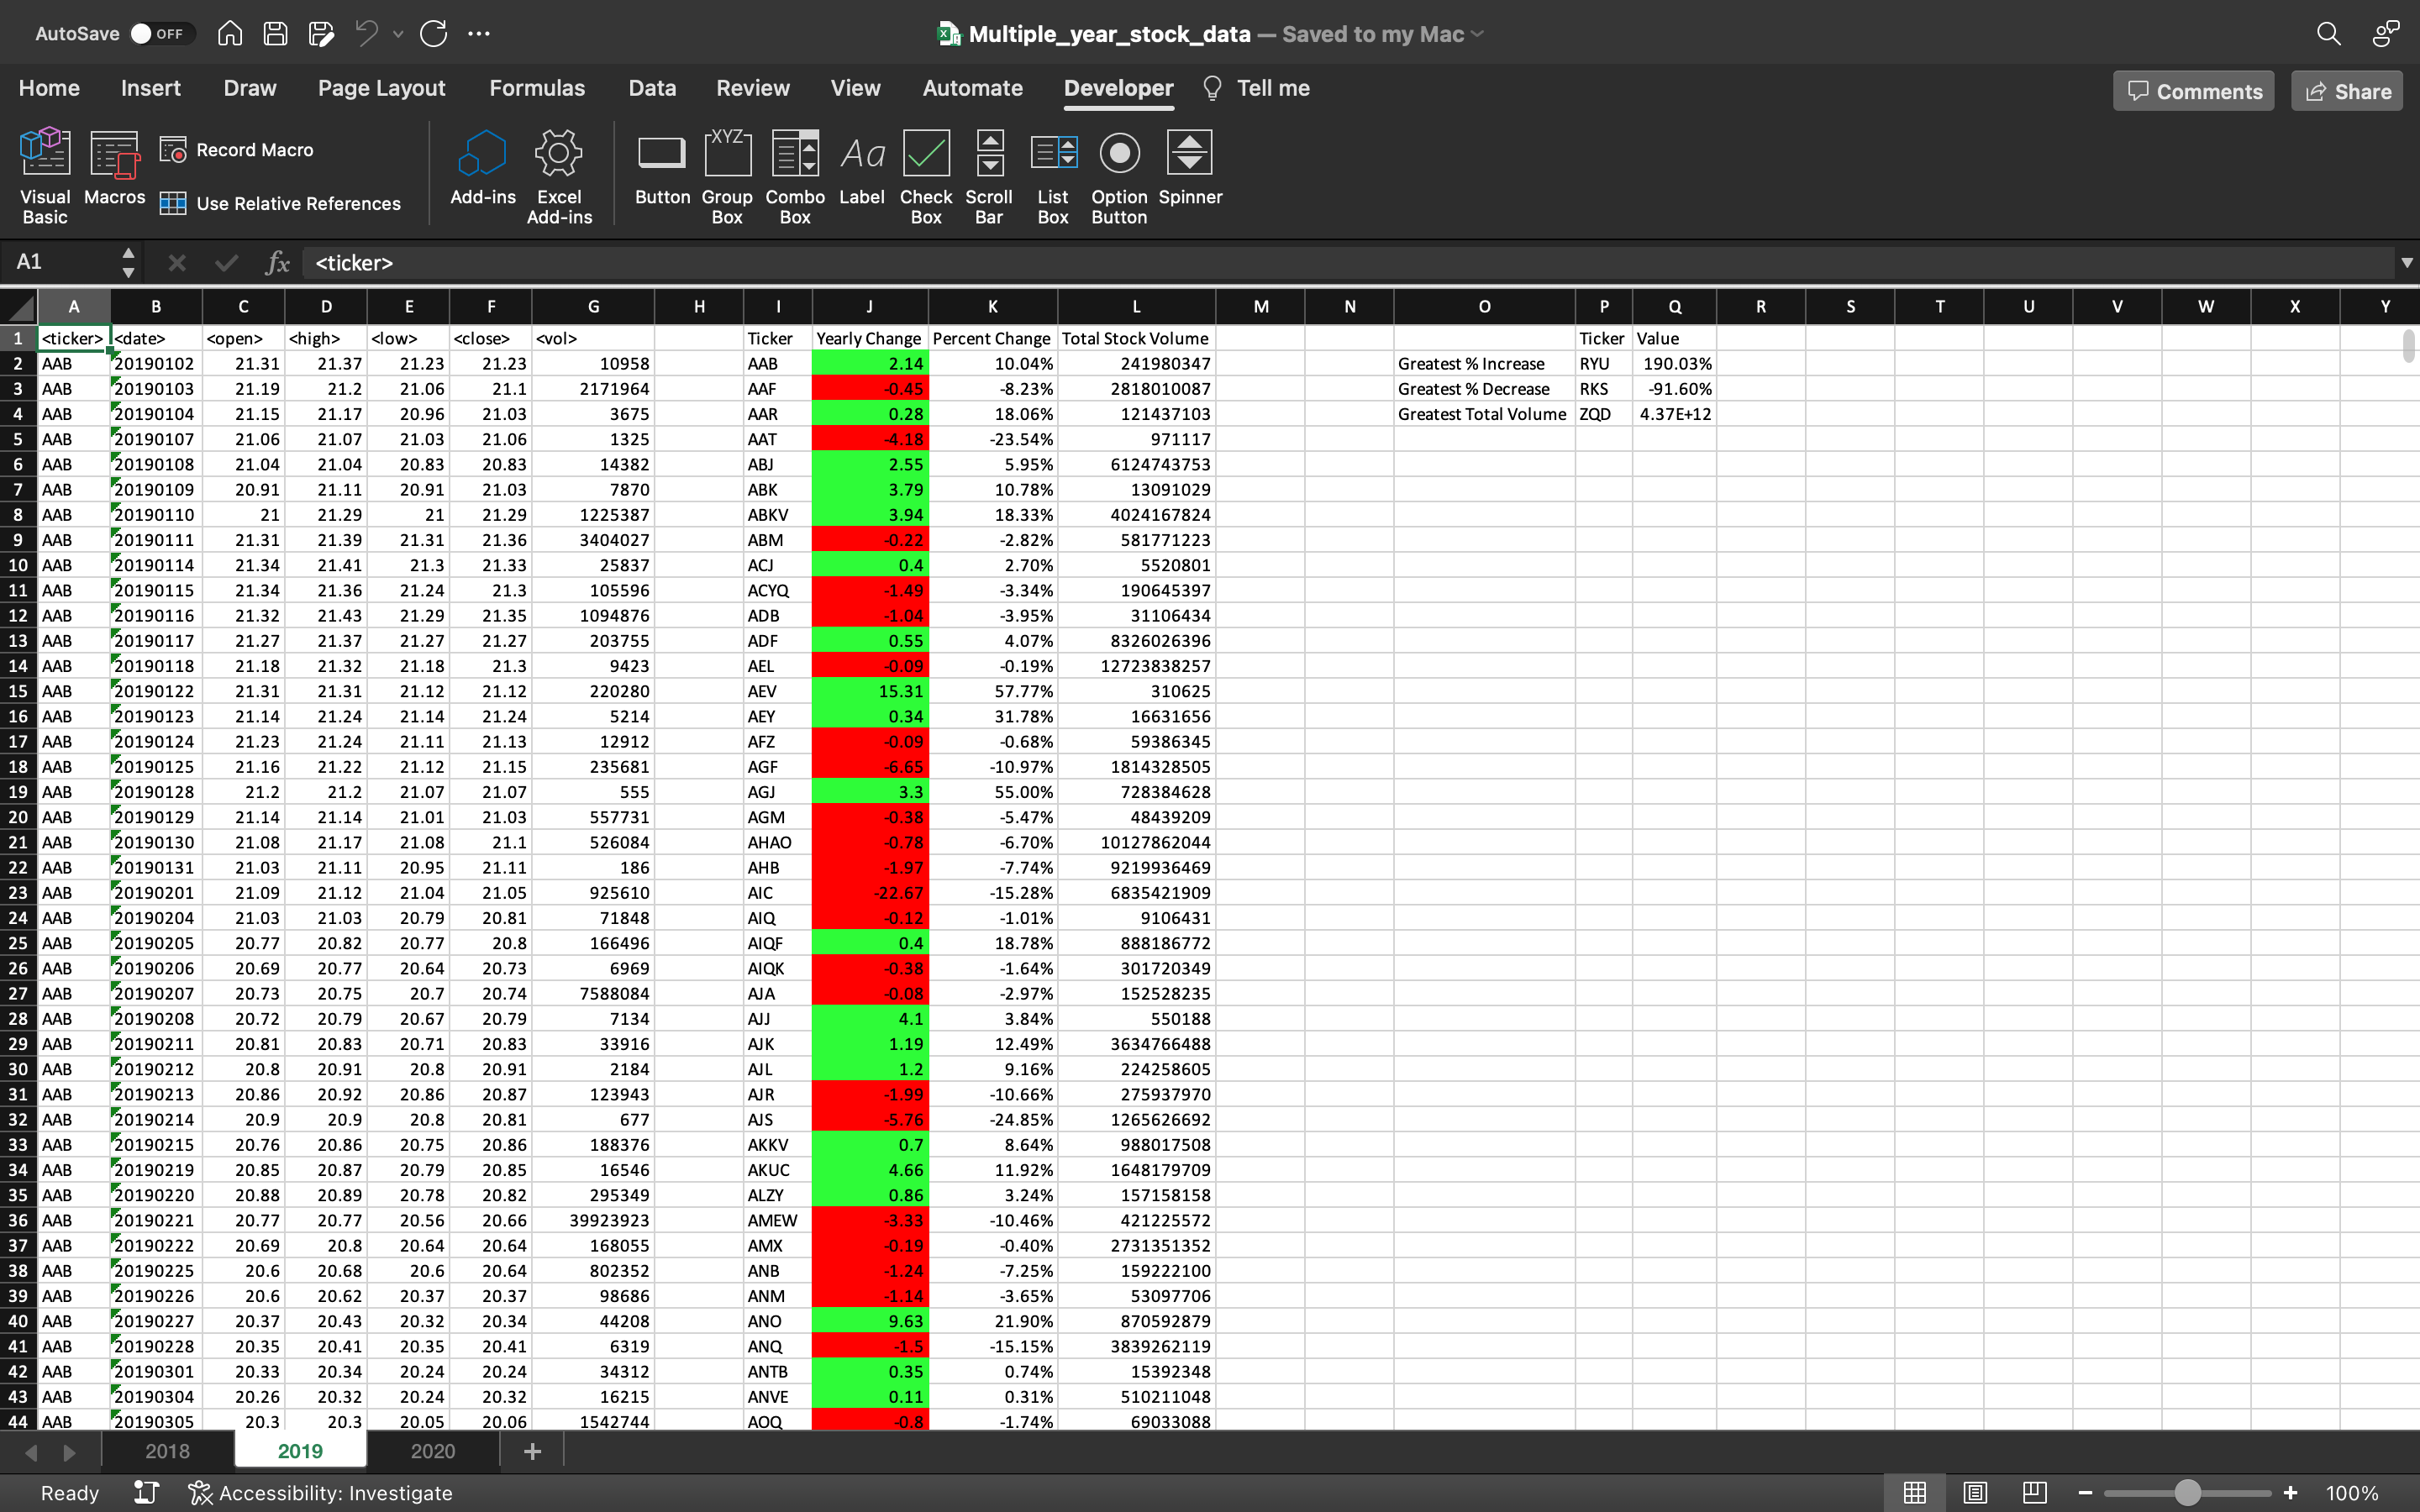 AutoSave OFF Multiple_year_stock_data — Saved to my Mac
Home Insert Draw Page Layout Formulas Data Review View Automate Developer Tell me Comments Share
Visual Basic Macros Record Macro Use Relative References Add-ins Excel Add-ins Button Group Box Combo Box Label Check Box Scroll Bar List Box Option Button Spinner
XYZ Aa
A1 fx <ticker>
A B C D E F G H I J K L M N O P Q R S T U V W X Y
1 <ticker> <date> <open> <high> <low> <close> <vol> Ticker Yearly Change Percent Change Total Stock Volume Ticker Value
2 AAB 20190102 21.31 21.37 21.23 21.23 10958 AAB 2.14 10.04% 241980347 Greatest % Increase RYU 190.03%
3 AAB 20190103 21.19 21.2 21.06 21.1 2171964 AAF -0.45 -8.23% 2818010087 Greatest % Decrease RKS -91.60%
4 AAB 20190104 21.15 21.17 20.96 21.03 3675 AAR 0.28 18.06% 121437103 Greatest Total Volume ZQD 4.37E+12
5 AAB 20190107 21.06 21.07 21.03 21.06 1325 AAT -4.18 -23.54% 971117
6 AAB 20190108 21.04 21.04 20.83 20.83 14382 ABJ 2.55 5.95% 6124743753
7 AAB 20190109 20.91 21.11 20.91 21.03 7870 ABK 3.79 10.78% 13091029
8 AAB 20190110 21 21.29 21 21.29 1225387 ABKV 3.94 18.33% 4024167824
9 AAB 20190111 21.31 21.39 21.31 21.36 3404027 ABM -0.22 -2.82% 581771223
10 AAB 20190114 21.34 21.41 21.3 21.33 25837 ACJ 0.4 2.70% 5520801
11 AAB 20190115 21.34 21.36 21.24 21.3 105596 ACYQ -1.49 -3.34% 190645397
12 AAB 20190116 21.32 21.43 21.29 21.35 1094876 ADB -1.04 -3.95% 31106434
13 AAB 20190117 21.27 21.37 21.27 21.27 203755 ADF 0.55 4.07% 8326026396
14 AAB 20190118 21.18 21.32 21.18 21.3 9423 AEL -0.09 -0.19% 12723838257
15 AAB 20190122 21.31 21.31 21.12 21.12 220280 AEV 15.31 57.77% 310625
16 AAB 20190123 21.14 21.24 21.14 21.24 5214 AEY 0.34 31.78% 16631656
17 AAB 20190124 21.23 21.24 21.11 21.13 12912 AFZ -0.09 -0.68% 59386345
18 AAB 20190125 21.16 21.22 21.12 21.15 235681 AGF -6.65 -10.97% 1814328505
19 AAB 20190128 21.2 21.2 21.07 21.07 555 AGJ 3.3 55.00% 728384628
20 AAB 20190129 21.14 21.14 21.01 21.03 557731 AGM -0.38 -5.47% 48439209
21 AAB 20190130 21.08 21.17 21.08 21.1 526084 AHAO -0.78 -6.70% 10127862044
22 AAB 20190131 21.03 21.11 20.95 21.11 186 AHB -1.97 -7.74% 9219936469
23 AAB 20190201 21.09 21.12 21.04 21.05 925610 AIC -22.67 -15.28% 6835421909
24 AAB 20190204 21.03 21.03 20.79 20.81 71848 AIQ -0.12 -1.01% 9106431
25 AAB 20190205 20.77 20.82 20.77 20.8 166496 AIQF 0.4 18.78% 888186772
26 AAB 20190206 20.69 20.77 20.64 20.73 6969 AIQK -0.38 -1.64% 301720349
27 AAB 20190207 20.73 20.75 20.7 20.74 7588084 AJA -0.08 -2.97% 152528235
28 AAB 20190208 20.72 20.79 20.67 20.79 7134 AJJ 4.1 3.84% 550188
29 AAB 20190211 20.81 20.83 20.71 20.83 33916 AJK 1.19 12.49% 3634766488
30 AAB 20190212 20.8 20.91 20.8 20.91 2184 AJL 1.2 9.16% 224258605
31 AAB 20190213 20.86 20.92 20.86 20.87 123943 AJR -1.99 -10.66% 275937970
32 AAB 20190214 20.9 20.9 20.8 20.81 677 AJS -5.76 -24.85% 1265626692
33 AAB 20190215 20.76 20.86 20.75 20.86 188376 AKKV 0.7 8.64% 988017508
34 AAB 20190219 20.85 20.87 20.79 20.85 16546 AKUC 4.66 11.92% 1648179709
35 AAB 20190220 20.88 20.89 20.78 20.82 295349 ALZY 0.86 3.24% 157158158
36 AAB 20190221 20.77 20.77 20.56 20.66 39923923 AMEW -3.33 -10.46% 421225572
37 AAB 20190222 20.69 20.8 20.64 20.64 168055 AMX -0.19 -0.40% 2731351352
38 AAB 20190225 20.6 20.68 20.6 20.64 802352 ANB -1.24 -7.25% 159222100
39 AAB 20190226 20.6 20.62 20.37 20.37 98686 ANM -1.14 -3.65% 53097706
40 AAB 20190227 20.37 20.43 20.32 20.34 44208 ANO 9.63 21.90% 870592879
41 AAB 20190228 20.35 20.41 20.35 20.41 6319 ANQ -1.5 -15.15% 3839262119
42 AAB 20190301 20.33 20.34 20.24 20.24 34312 ANTB 0.35 0.74% 15392348
43 AAB 20190304 20.26 20.32 20.24 20.32 16215 ANVE 0.11 0.31% 510211048
44 AAB 20190305 20.3 20.3 20.05 20.06 1542744 AOQ -0.8 -1.74% 69033088
2018 2019 2020 +
Ready Accessibility: Investigate 100%